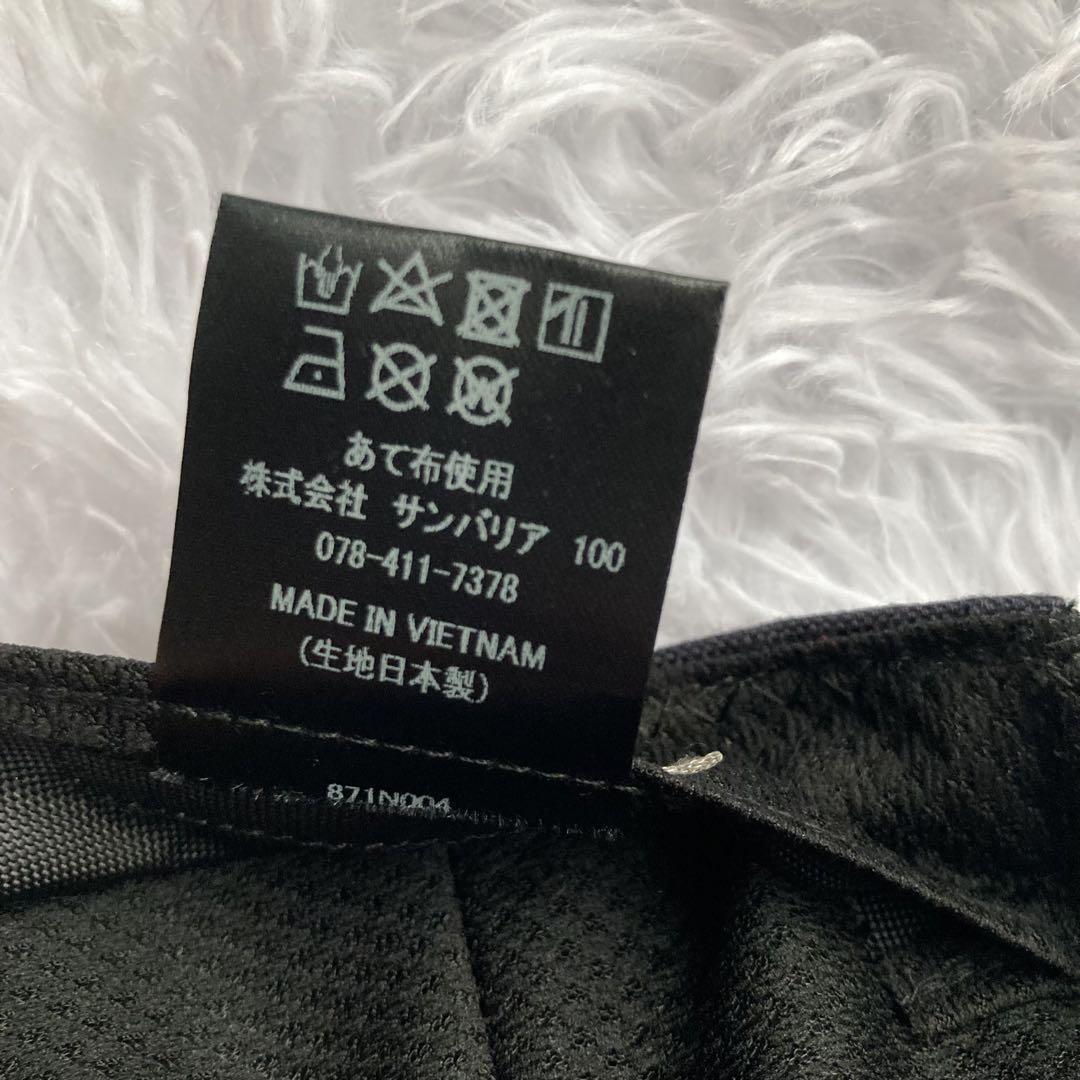 あて布使用
株式会社 サンバリア 100
078-411-7378
MADE IN VIETNAM
(生地日本製)
871N004